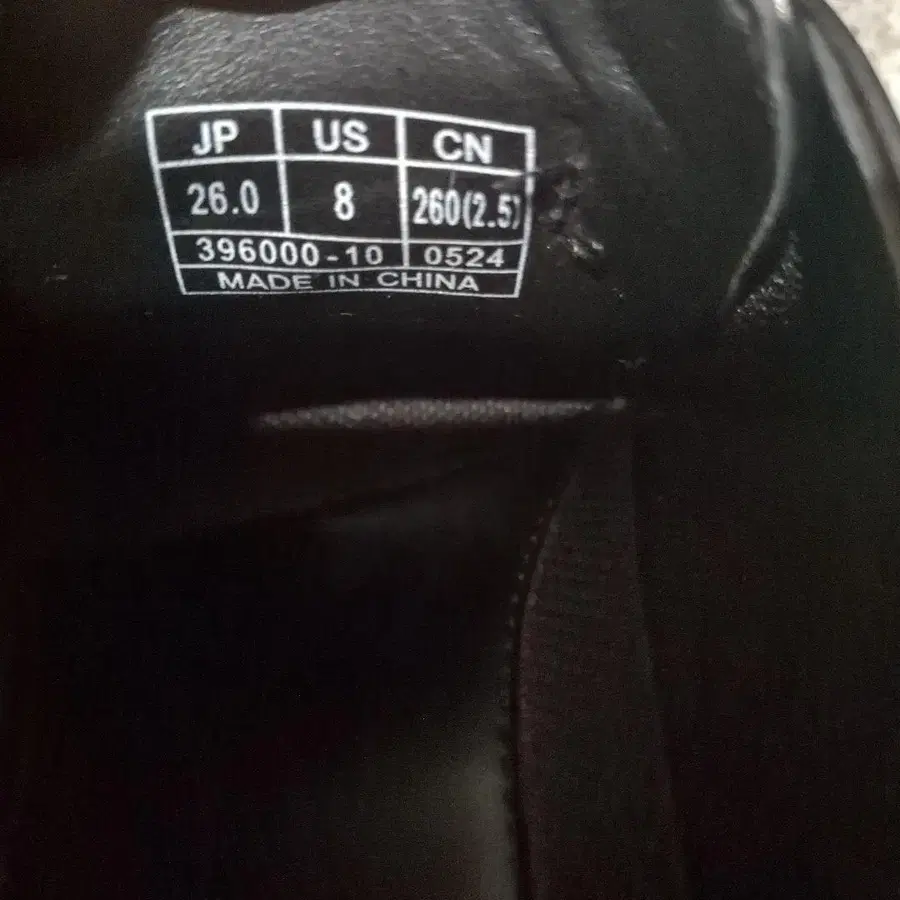 JP US CN
26.0 8 260(2.5)
396000-10 0524
MADE IN CHINA